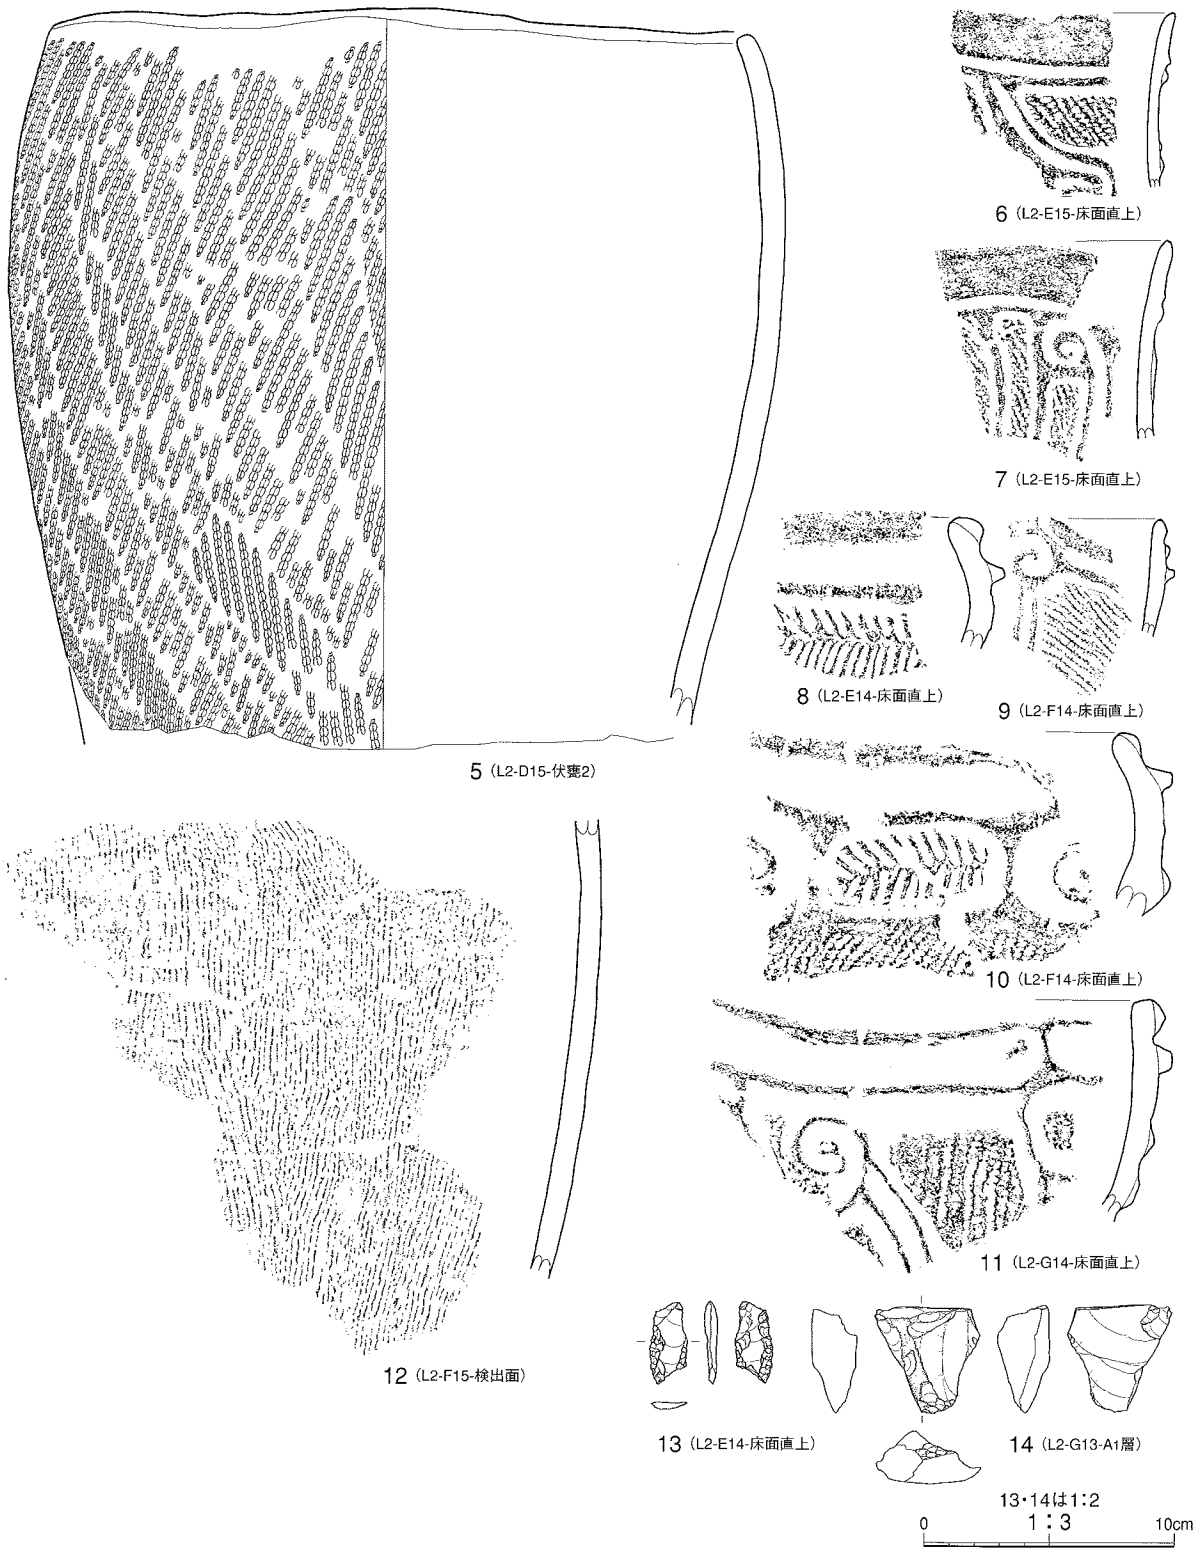 6（L2-E15-床面直上）
7（L2-E15-床面直上）
8（L2-E14-床面直上）
9（L2-F14-床面直上）
5（L2-D15-伏甕2）
10（L2-F14-床面直上）
11（L2-G14-床面直上）
12（L2-F15-検出面）
13（L2-E14-床面直上）
14（L2-G13-A1層）
13・14は1：2
0 1：3 10cm